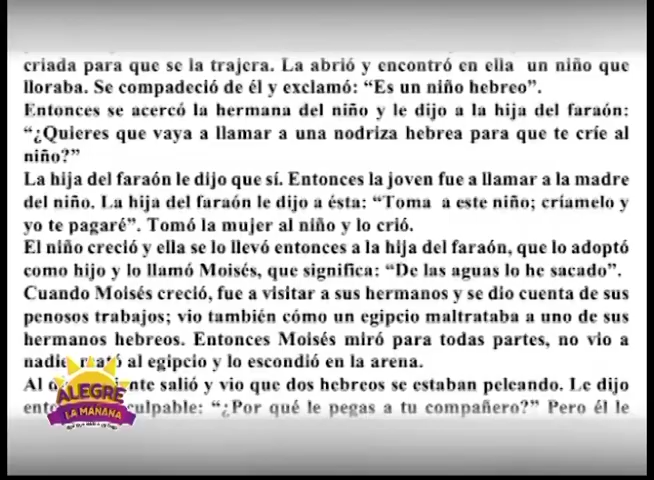 criada para que se la trajera. La abrió y encontró en ella un niño que
lloraba. Se compadeció de él y exclamó: “Es un niño hebreo”.
Entonces se acercó la hermana del niño y le dijo a la hija del faraón:
“¿Quieres que vaya a llamar a una nodriza hebrea para que te críe al
niño?”
La hija del faraón le dijo que sí. Entonces la joven fue a llamar a la madre
del niño. La hija del faraón le dijo a ésta: “Toma a este niño; críamelo y
yo te pagaré”. Tomó la mujer al niño y lo crió.
El niño creció y ella se lo llevó entonces a la hija del faraón, que lo adoptó
como hijo y lo llamó Moisés, que significa: “De las aguas lo he sacado”.
Cuando Moisés creció, fue a visitar a sus hermanos y se dio cuenta de sus
penosos trabajos; vio también cómo un egipcio maltrataba a uno de sus
hermanos hebreos. Entonces Moisés miró para todas partes, no vio a
nadie, mató al egipcio y lo escondió en la arena.
Al salió y vio que dos hebreos se estaban peleando. Le dijo
“¿Por qué le pegas a tu compañero?” Pero él le
ALEGRE
LA MAÑANA